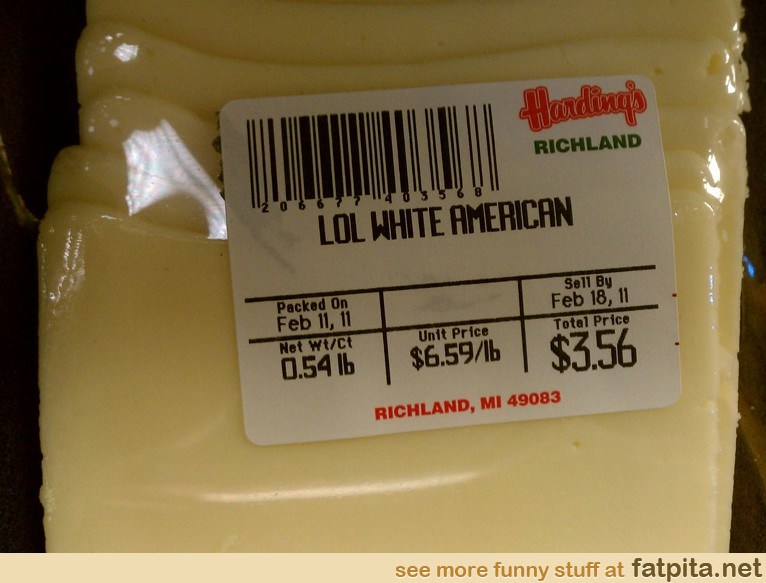 Harding's
RICHLAND
2 06677 40356 8
LOL WHITE AMERICAN
Packed On
Feb 11, 11
Sell By
Feb 18, 11
Net Wt/Ct
0.54 lb
Unit Price
$6.59/lb
Total Price
$3.56
RICHLAND, MI 49083
see more funny stuff at fatpita.net